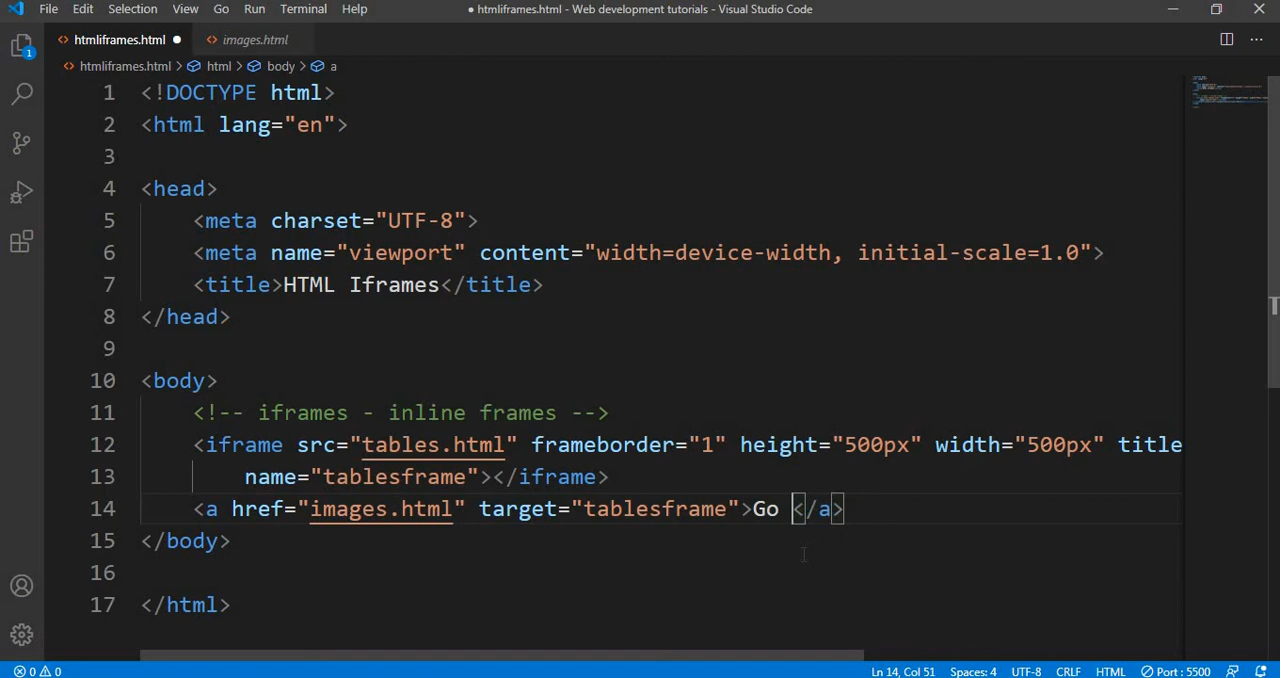 File Edit Selection View Go Run Terminal Help ● htmliframes.html - Web development tutorials - Visual Studio Code
htmliframes.html ● images.html
htmliframes.html > html > body > a
1 <!DOCTYPE html>
2 <html lang="en">
3
4 <head>
5 <meta charset="UTF-8">
6 <meta name="viewport" content="width=device-width, initial-scale=1.0">
7 <title>HTML Iframes</title>
8 </head>
9
10 <body>
11 <!-- iframes - inline frames -->
12 <iframe src="tables.html" frameborder="1" height="500px" width="500px" title
13 name="tablesframe"></iframe>
14 <a href="images.html" target="tablesframe">Go </a>
15 </body>
16
17 </html>
1
0 0 Ln 14, Col 51 Spaces: 4 UTF-8 CRLF HTML Port : 5500